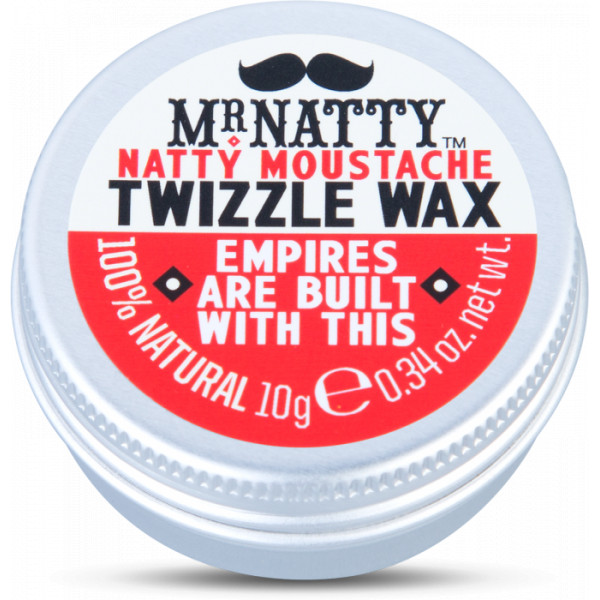 MR NATTY™
NATTY MOUSTACHE
TWIZZLE WAX
EMPIRES
ARE BUILT
WITH THIS
100% NATURAL 10g ℮ 0.34 oz. net wt.